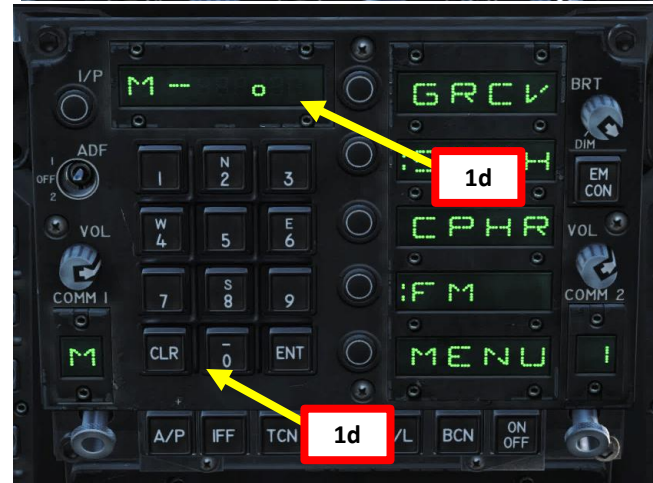 I/P
M-- o
GRCV
BRT
DIM
ADF
1
OFF
2
1
N
2
3
1d
H
EM
CON
VOL
W
4
5
E
6
CPHR
VOL
COMM 1
7
S
8
9
:FM
COMM 2
M
CLR
-
0
ENT
MENU
1
1d
A/P
IFF
TCN
/L
BCN
ON
OFF